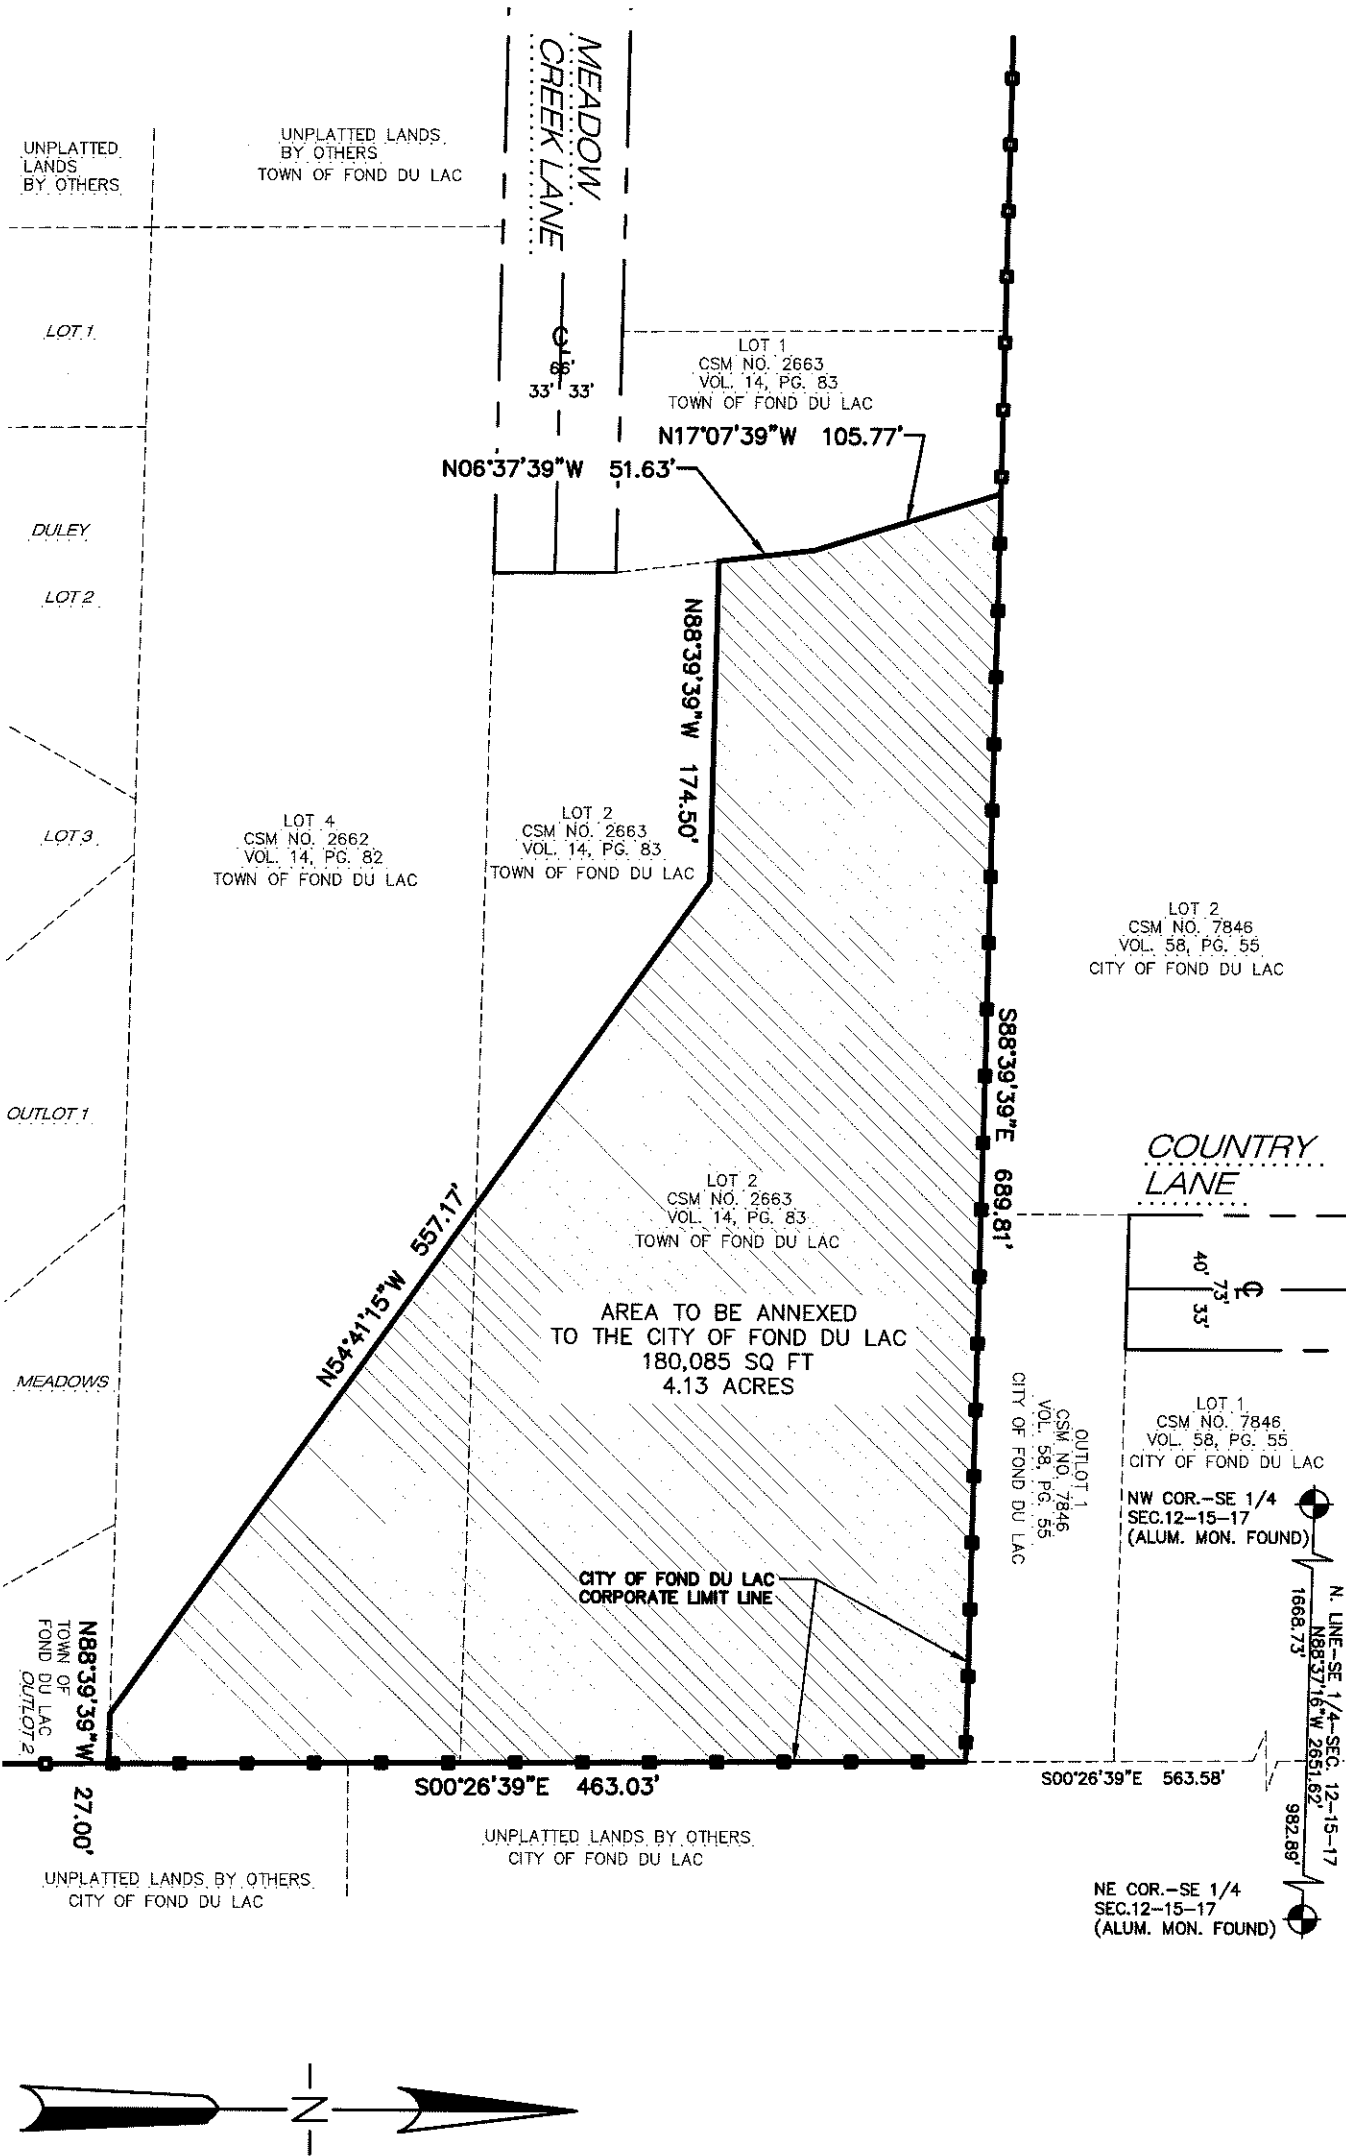 MEADOW
CREEK LANE
UNPLATTED
LANDS
BY OTHERS
UNPLATTED LANDS
BY OTHERS
TOWN OF FOND DU LAC
LOT 1
66'
33' 33'
LOT 1
CSM NO. 2663
VOL. 14, PG. 83
TOWN OF FOND DU LAC
N17°07'39"W 105.77'
N06°37'39"W 51.63'
DULEY
LOT 2
N88°39'39"W 174.50'
LOT 3
LOT 4
CSM NO. 2662
VOL. 14, PG. 82
TOWN OF FOND DU LAC
LOT 2
CSM NO. 2663
VOL. 14, PG. 83
TOWN OF FOND DU LAC
LOT 2
CSM NO. 7846
VOL. 58, PG. 55
CITY OF FOND DU LAC
S88°39'39"E 689.81'
OUTLOT 1
COUNTRY
LANE
40' 33'
73'
LOT 2
CSM NO. 2663
VOL. 14, PG. 83
TOWN OF FOND DU LAC
N54°41'15"W 557.17'
AREA TO BE ANNEXED
TO THE CITY OF FOND DU LAC
180,085 SQ FT
4.13 ACRES
MEADOWS
OUTLOT 1
CSM NO. 7846
VOL. 58, PG. 55
CITY OF FOND DU LAC
LOT 1
CSM NO. 7846
VOL. 58, PG. 55
CITY OF FOND DU LAC
NW COR.-SE 1/4
SEC.12-15-17
(ALUM. MON. FOUND)
CITY OF FOND DU LAC
CORPORATE LIMIT LINE
N. LINE-SE 1/4-SEC. 12-15-17
N88°37'16"W 2651.62'
1668.73' 982.89'
N88°39'39"W 27.00'
TOWN OF
FOND DU LAC
OUTLOT 2
S00°26'39"E 463.03'
S00°26'39"E 563.58'
UNPLATTED LANDS BY OTHERS
CITY OF FOND DU LAC
UNPLATTED LANDS BY OTHERS
CITY OF FOND DU LAC
NE COR.-SE 1/4
SEC.12-15-17
(ALUM. MON. FOUND)
N